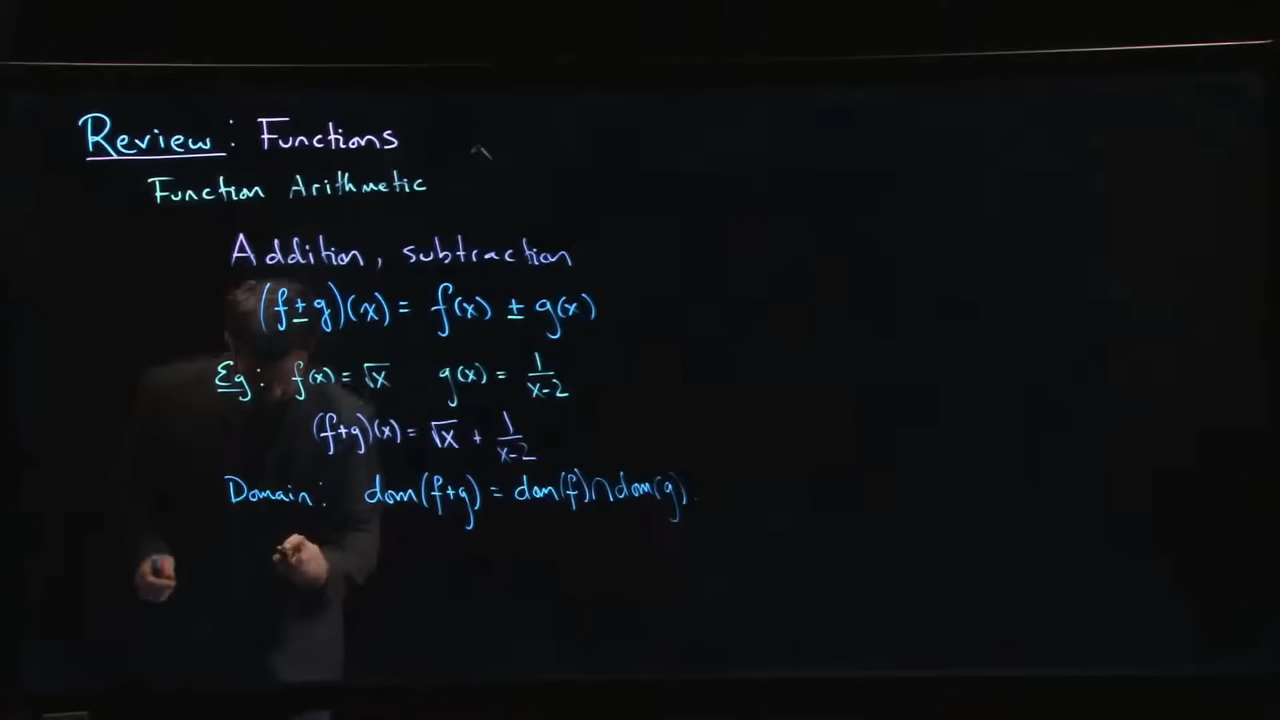 Review: Functions
Function Arithmetic
Addition, subtraction
(f±g)(x) = f(x) ± g(x)
Eg: f(x) = √x g(x) = 1/(x-2)
(f+g)(x) = √x + 1/(x-2)
Domain: dom(f+g) = dom(f)∩dom(g).